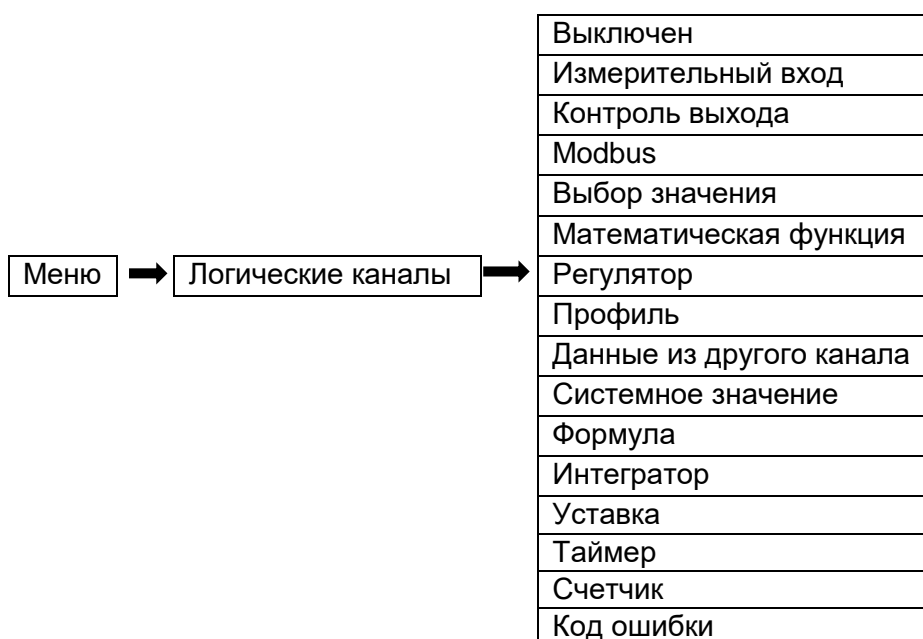 Меню
Логические каналы
Выключен
Измерительный вход
Контроль выхода
Modbus
Выбор значения
Математическая функция
Регулятор
Профиль
Данные из другого канала
Системное значение
Формула
Интегратор
Уставка
Таймер
Счетчик
Код ошибки